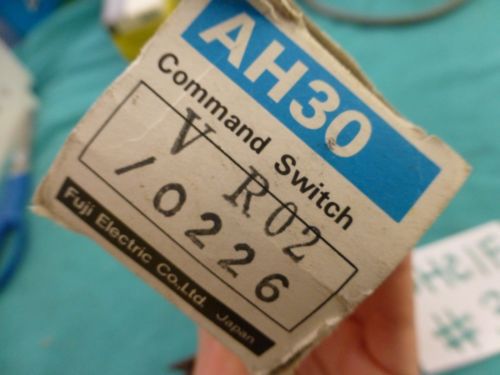 AH30
Command Switch
V R02
/0226
Fuji Electric Co.,Ltd. Japan
#